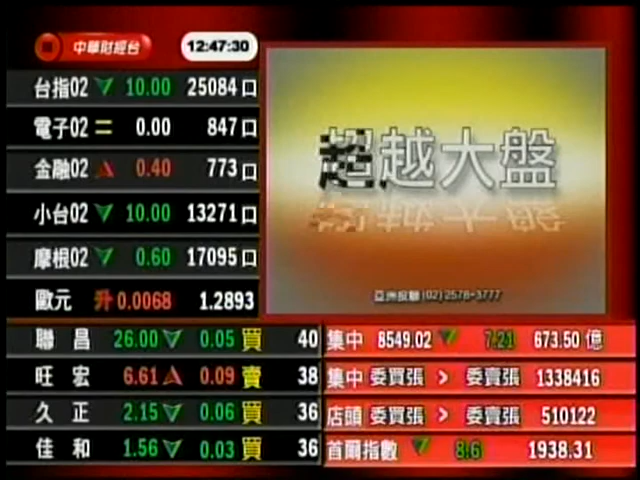 中華財經台 12:47:30
台指02 10.00 25084口
電子02 = 0.00 847口
金融02 0.40 773口
小台02 10.00 13271口
摩根02 0.60 17095口
歐元 升0.0068 1.2893
超越大盤
亞洲投顧(02)2578-3777
聯昌 26.00 0.05 買 40
旺宏 6.61 0.09 賣 38
久正 2.15 0.06 買 36
佳和 1.56 0.03 買 36
集中 8549.02 7.21 673.50 億
集中 委買張 > 委賣張 1338416
店頭 委買張 > 委賣張 510122
首爾指數 8.6 1938.31